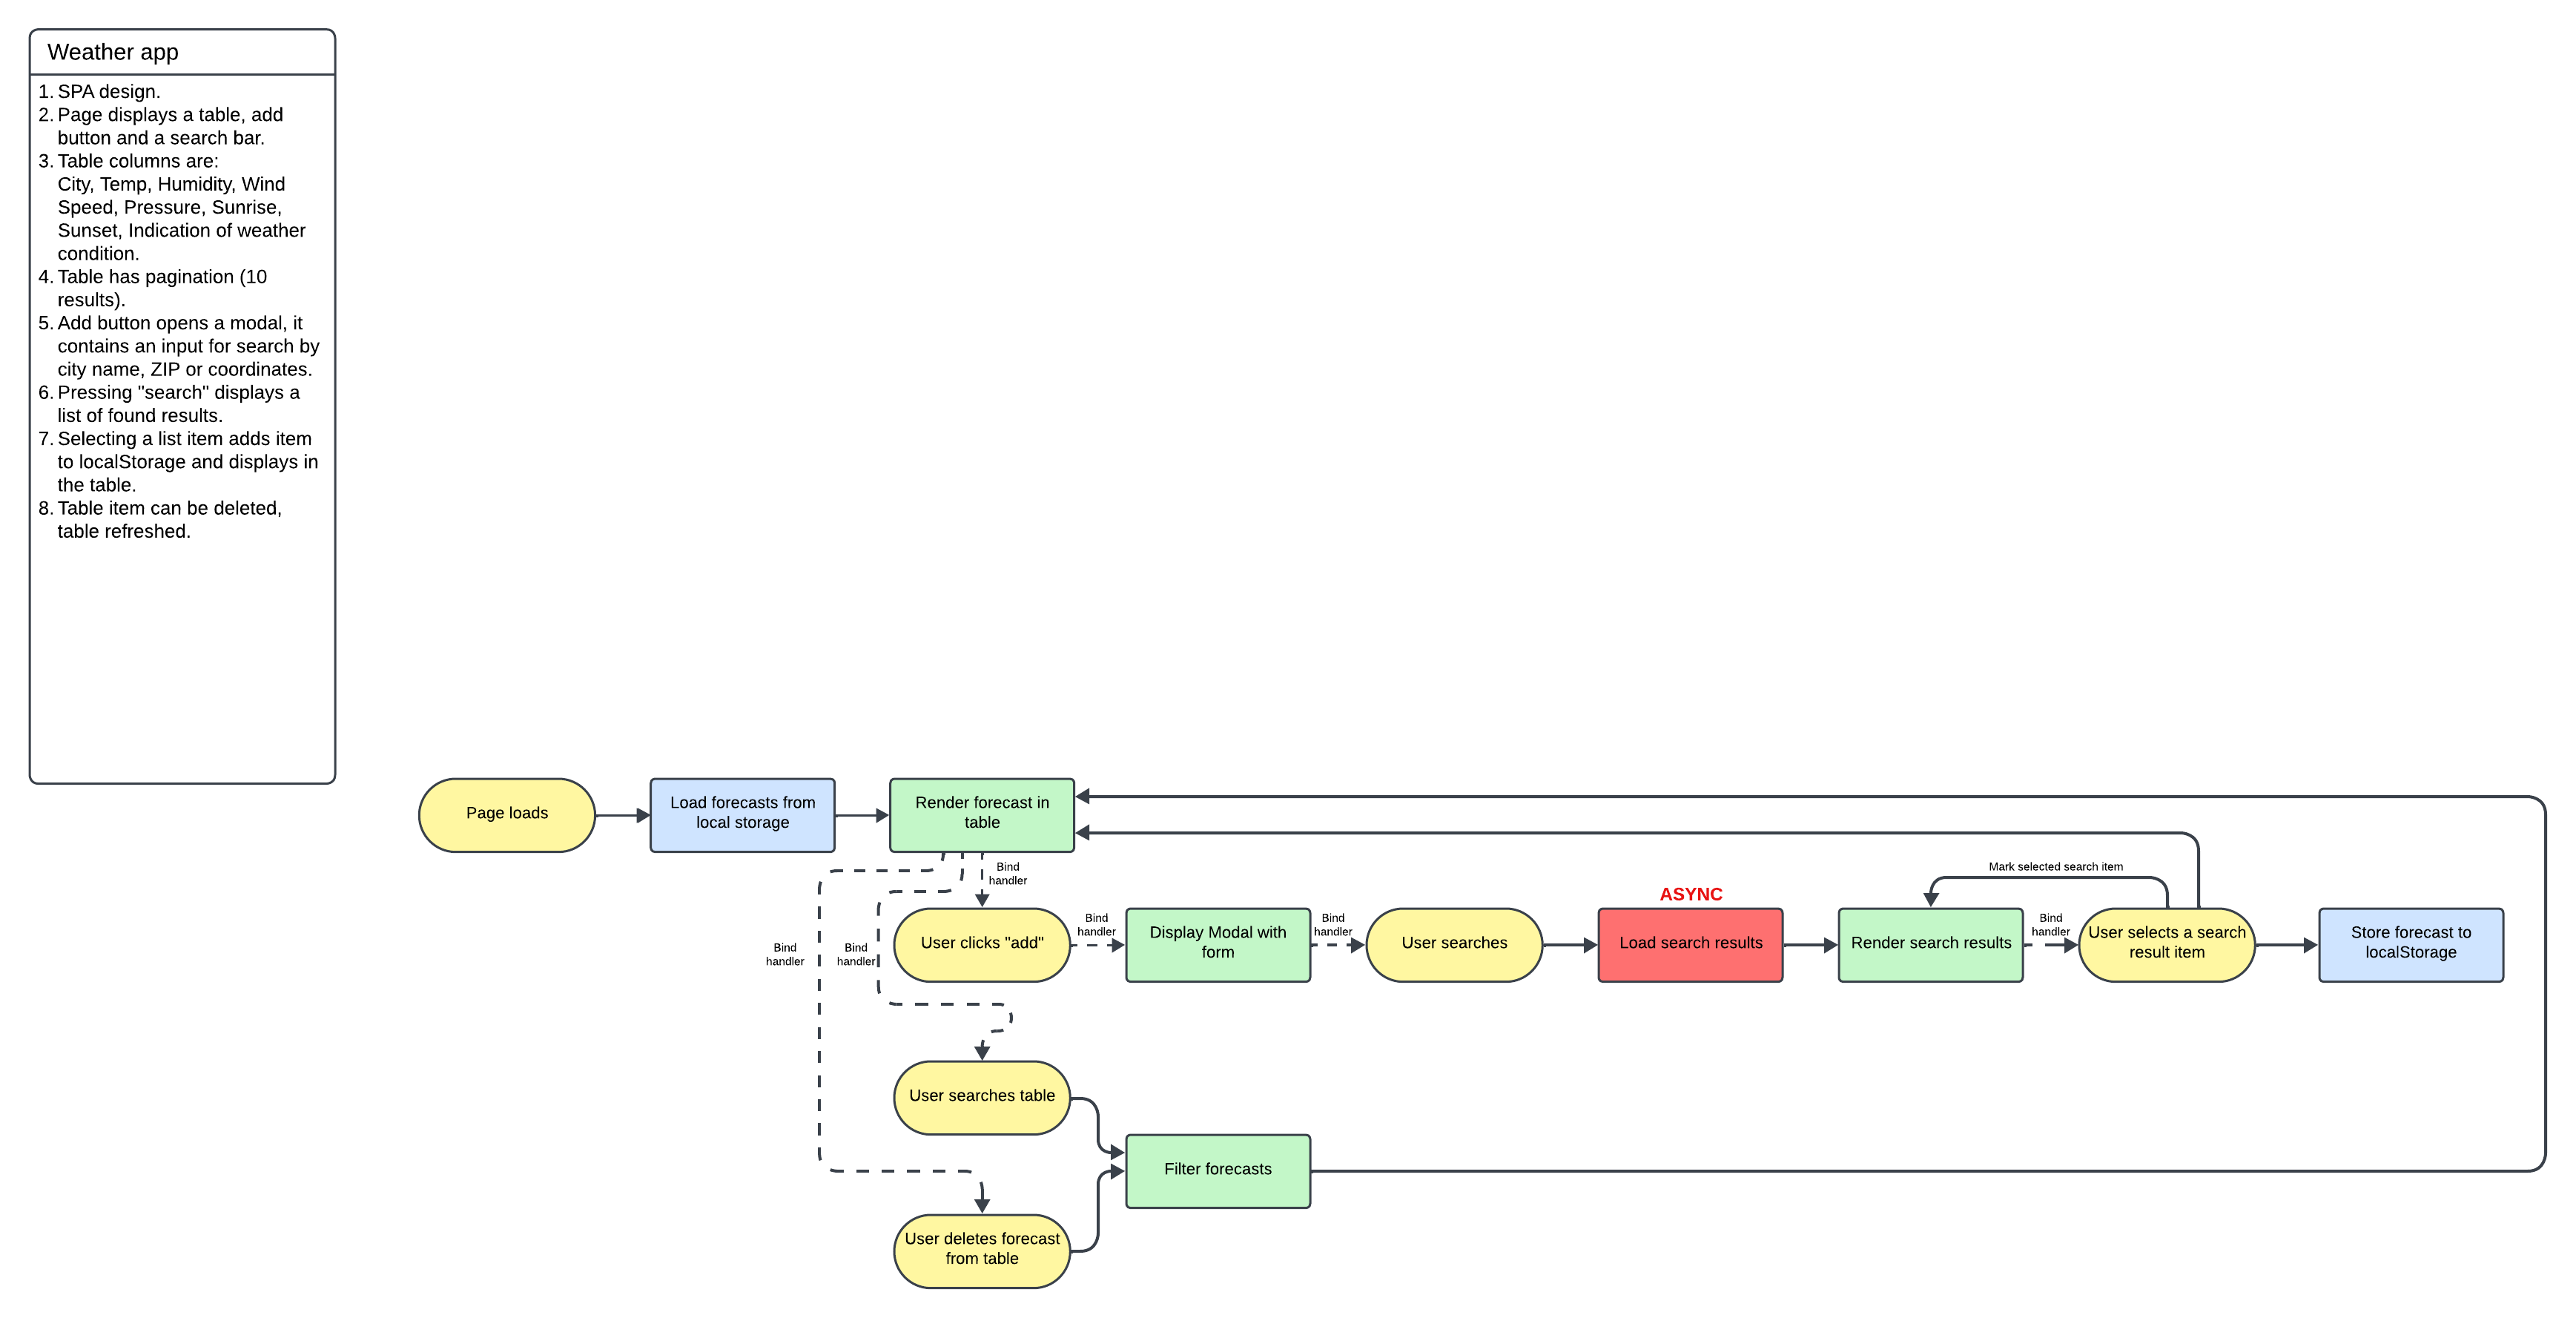 Weather app
1. SPA design.
2. Page displays a table, add
button and a search bar.
3. Table columns are:
City, Temp, Humidity, Wind
Speed, Pressure, Sunrise,
Sunset, Indication of weather
condition.
4. Table has pagination (10
results).
5. Add button opens a modal, it
contains an input for search by
city name, ZIP or coordinates.
6. Pressing "search" displays a
list of found results.
7. Selecting a list item adds item
to localStorage and displays in
the table.
8. Table item can be deleted,
table refreshed.
Page loads
Load forecasts from
local storage
Render forecast in
table
Bind
handler
Mark selected search item
ASYNC
User clicks "add"
Bind
handler
Display Modal with
form
Bind
handler
User searches
Load search results
Render search results
Bind
handler
User selects a search
result item
Store forecast to
localStorage
Bind
handler
Bind
handler
User searches table
Filter forecasts
User deletes forecast
from table